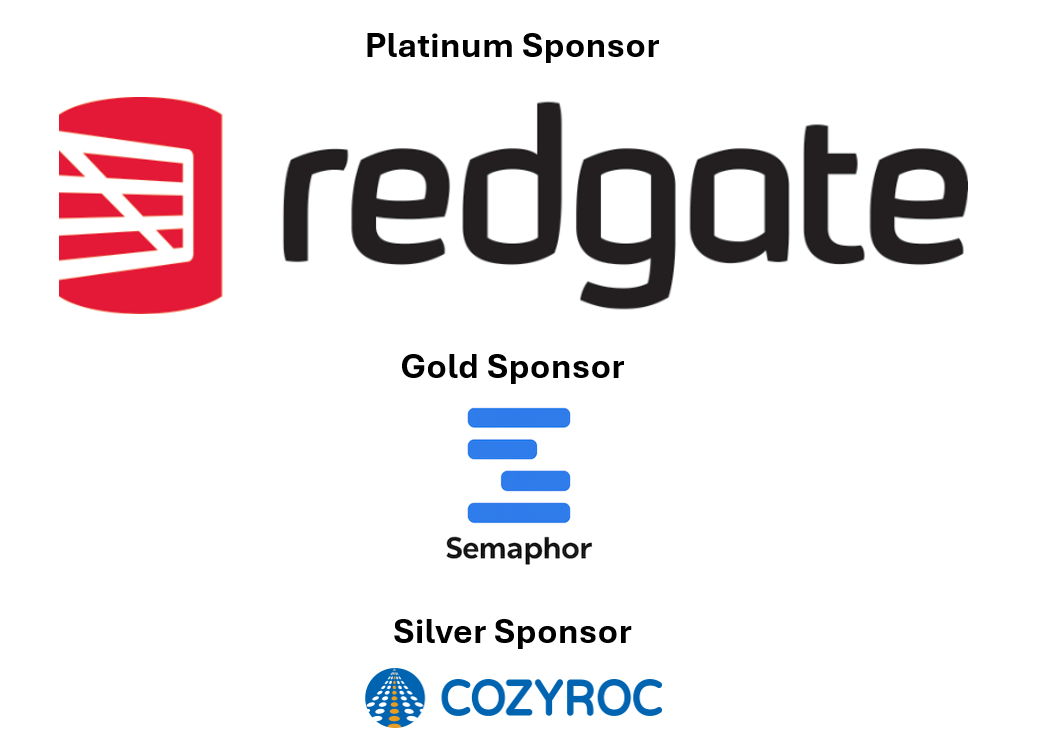 Platinum Sponsor
redgate
Gold Sponsor
Semaphor
Silver Sponsor
COZYROC